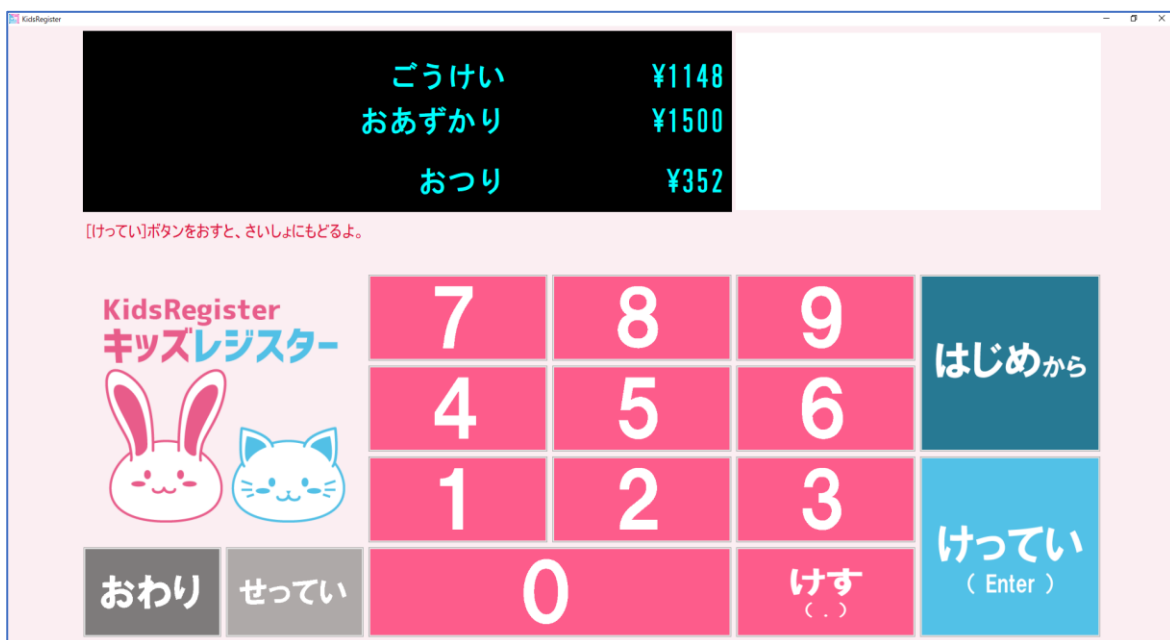 KidsRegister
ごうけい ¥1148
おあずかり ¥1500
おつり ¥352
[けってい]ボタンをおすと、さいしょにもどるよ。
KidsRegister
キッズレジスター
7 8 9
はじめから
4 5 6
1 2 3
けってい
( Enter )
おわり せってい 0 けす
( . )